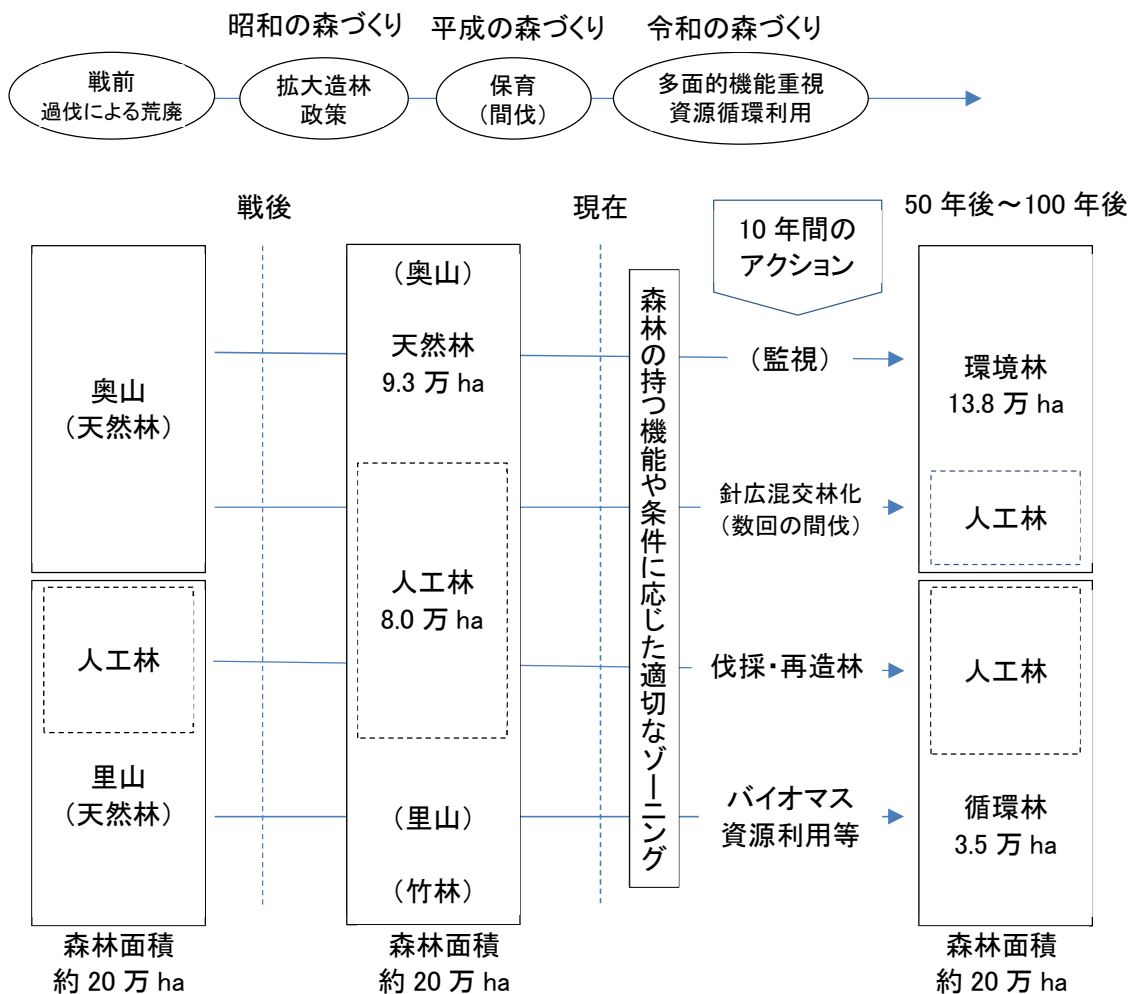 昭和の森づくり
平成の森づくり
令和の森づくり
戦前
過伐による荒廃
拡大造林
政策
保育
(間伐)
多面的機能重視
資源循環利用
戦後
現在
10 年間の
アクション
50 年後~100 年後
奥山
(天然林)
人工林
里山
(天然林)
森林面積
約 20 万 ha
(奥山)
天然林
9.3 万 ha
人工林
8.0 万 ha
(里山)
(竹林)
森林面積
約 20 万 ha
森林の持つ機能や条件に応じた適切なゾーニング
(監視)
針広混交林化
(数回の間伐)
伐採・再造林
バイオマス
資源利用等
環境林
13.8 万 ha
人工林
人工林
循環林
3.5 万 ha
森林面積
約 20 万 ha